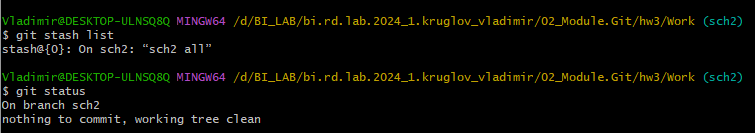 Vladimir@DESKTOP-ULNSQ8Q MINGW64 /d/BI_LAB/bi.rd.lab.2024_1.kruglov_vladimir/02_Module.Git/hw3/Work (sch2)
$ git stash list
stash@{0}: On sch2: “sch2 all”
Vladimir@DESKTOP-ULNSQ8Q MINGW64 /d/BI_LAB/bi.rd.lab.2024_1.kruglov_vladimir/02_Module.Git/hw3/Work (sch2)
$ git status
On branch sch2
nothing to commit, working tree clean